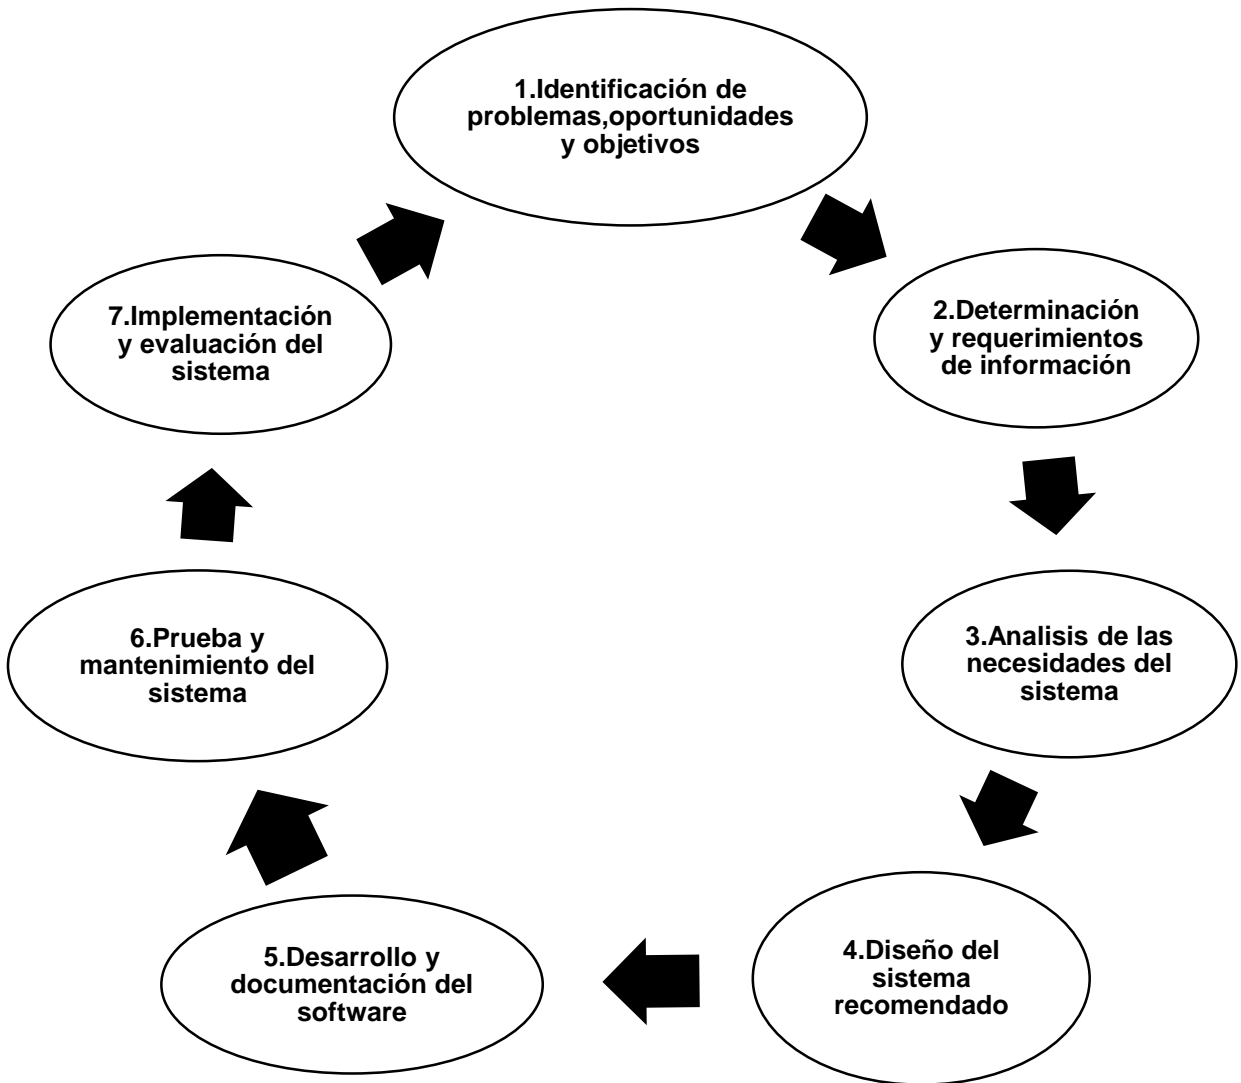 1.Identificación de
problemas,oportunidades
y objetivos
2.Determinación
y requerimientos
de información
3.Analisis de las
necesidades del
sistema
4.Diseño del
sistema
recomendado
5.Desarrollo y
documentación del
software
6.Prueba y
mantenimiento del
sistema
7.Implementación
y evaluación del
sistema